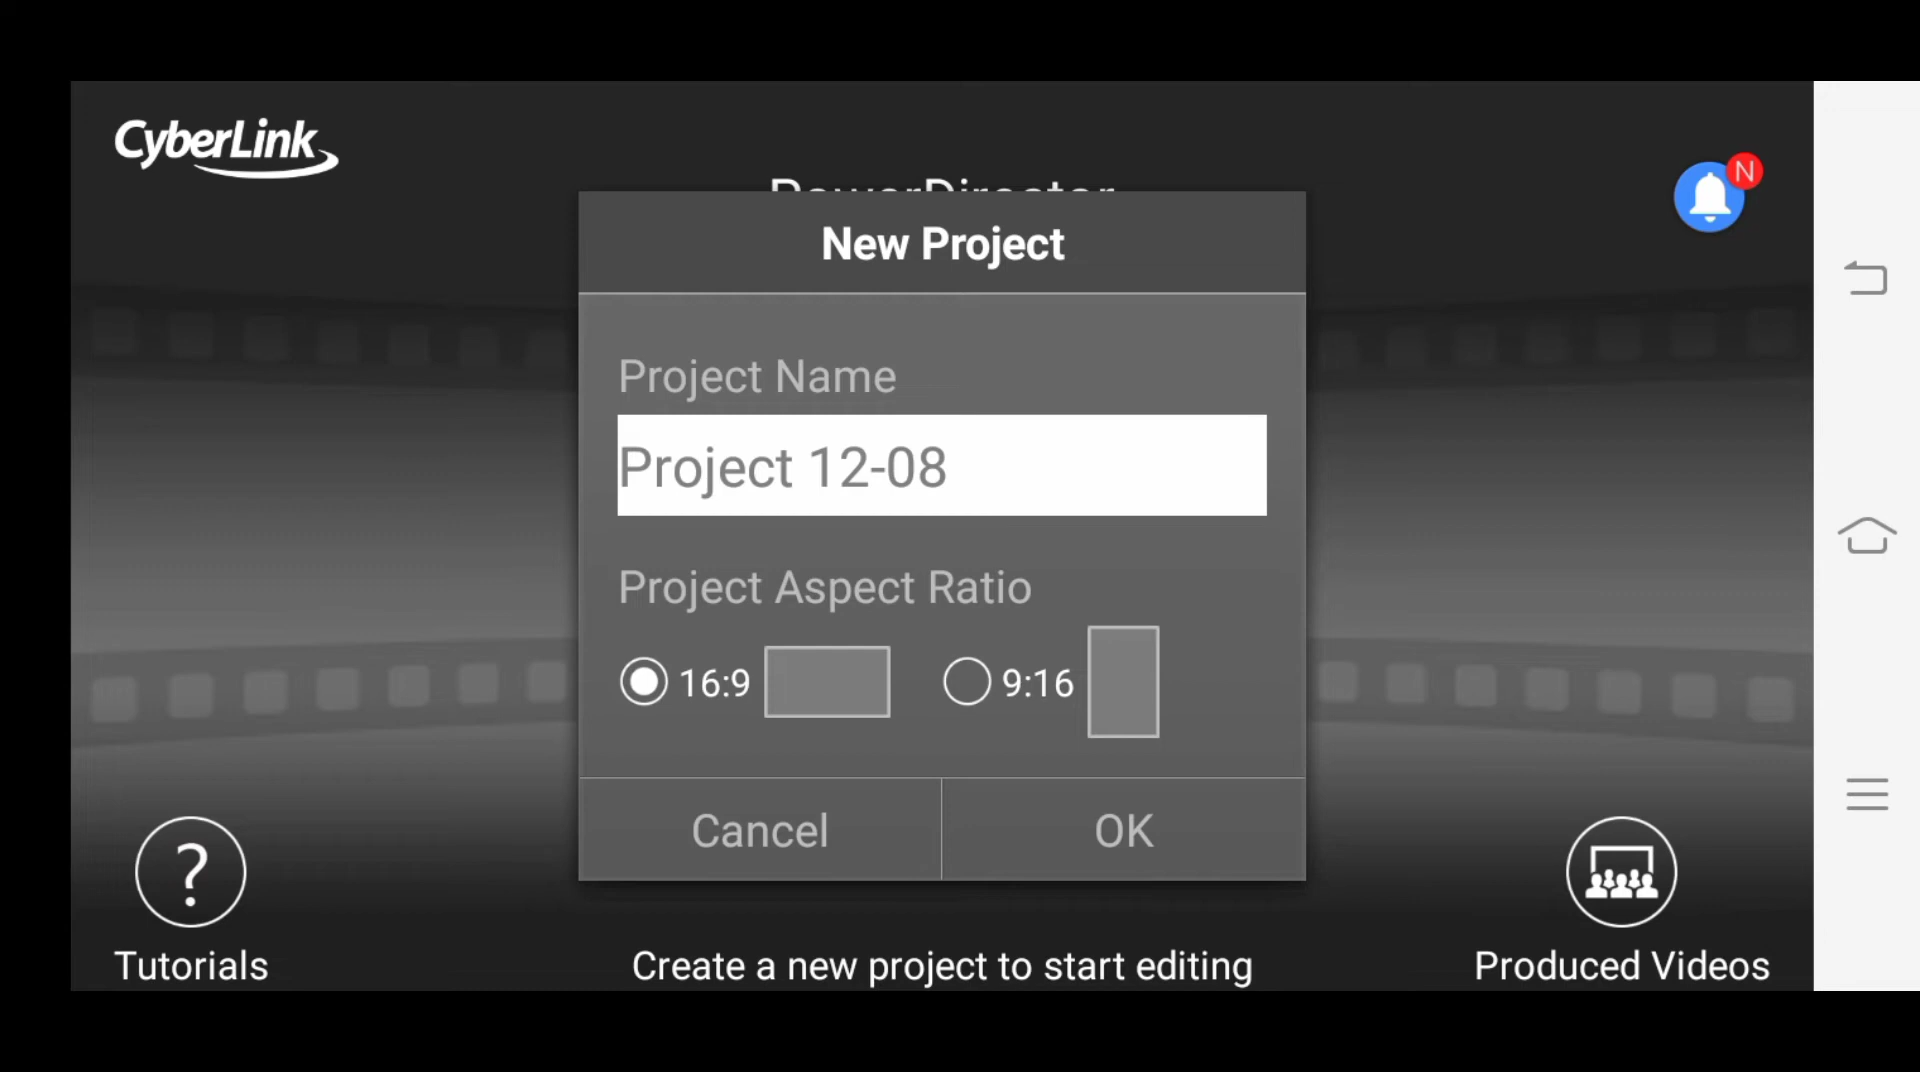 CyberLink
PowerDirector
N
New Project
Project Name
Project 12-08
Project Aspect Ratio
16:9
9:16
Cancel
OK
?
Tutorials
Create a new project to start editing
Produced Videos